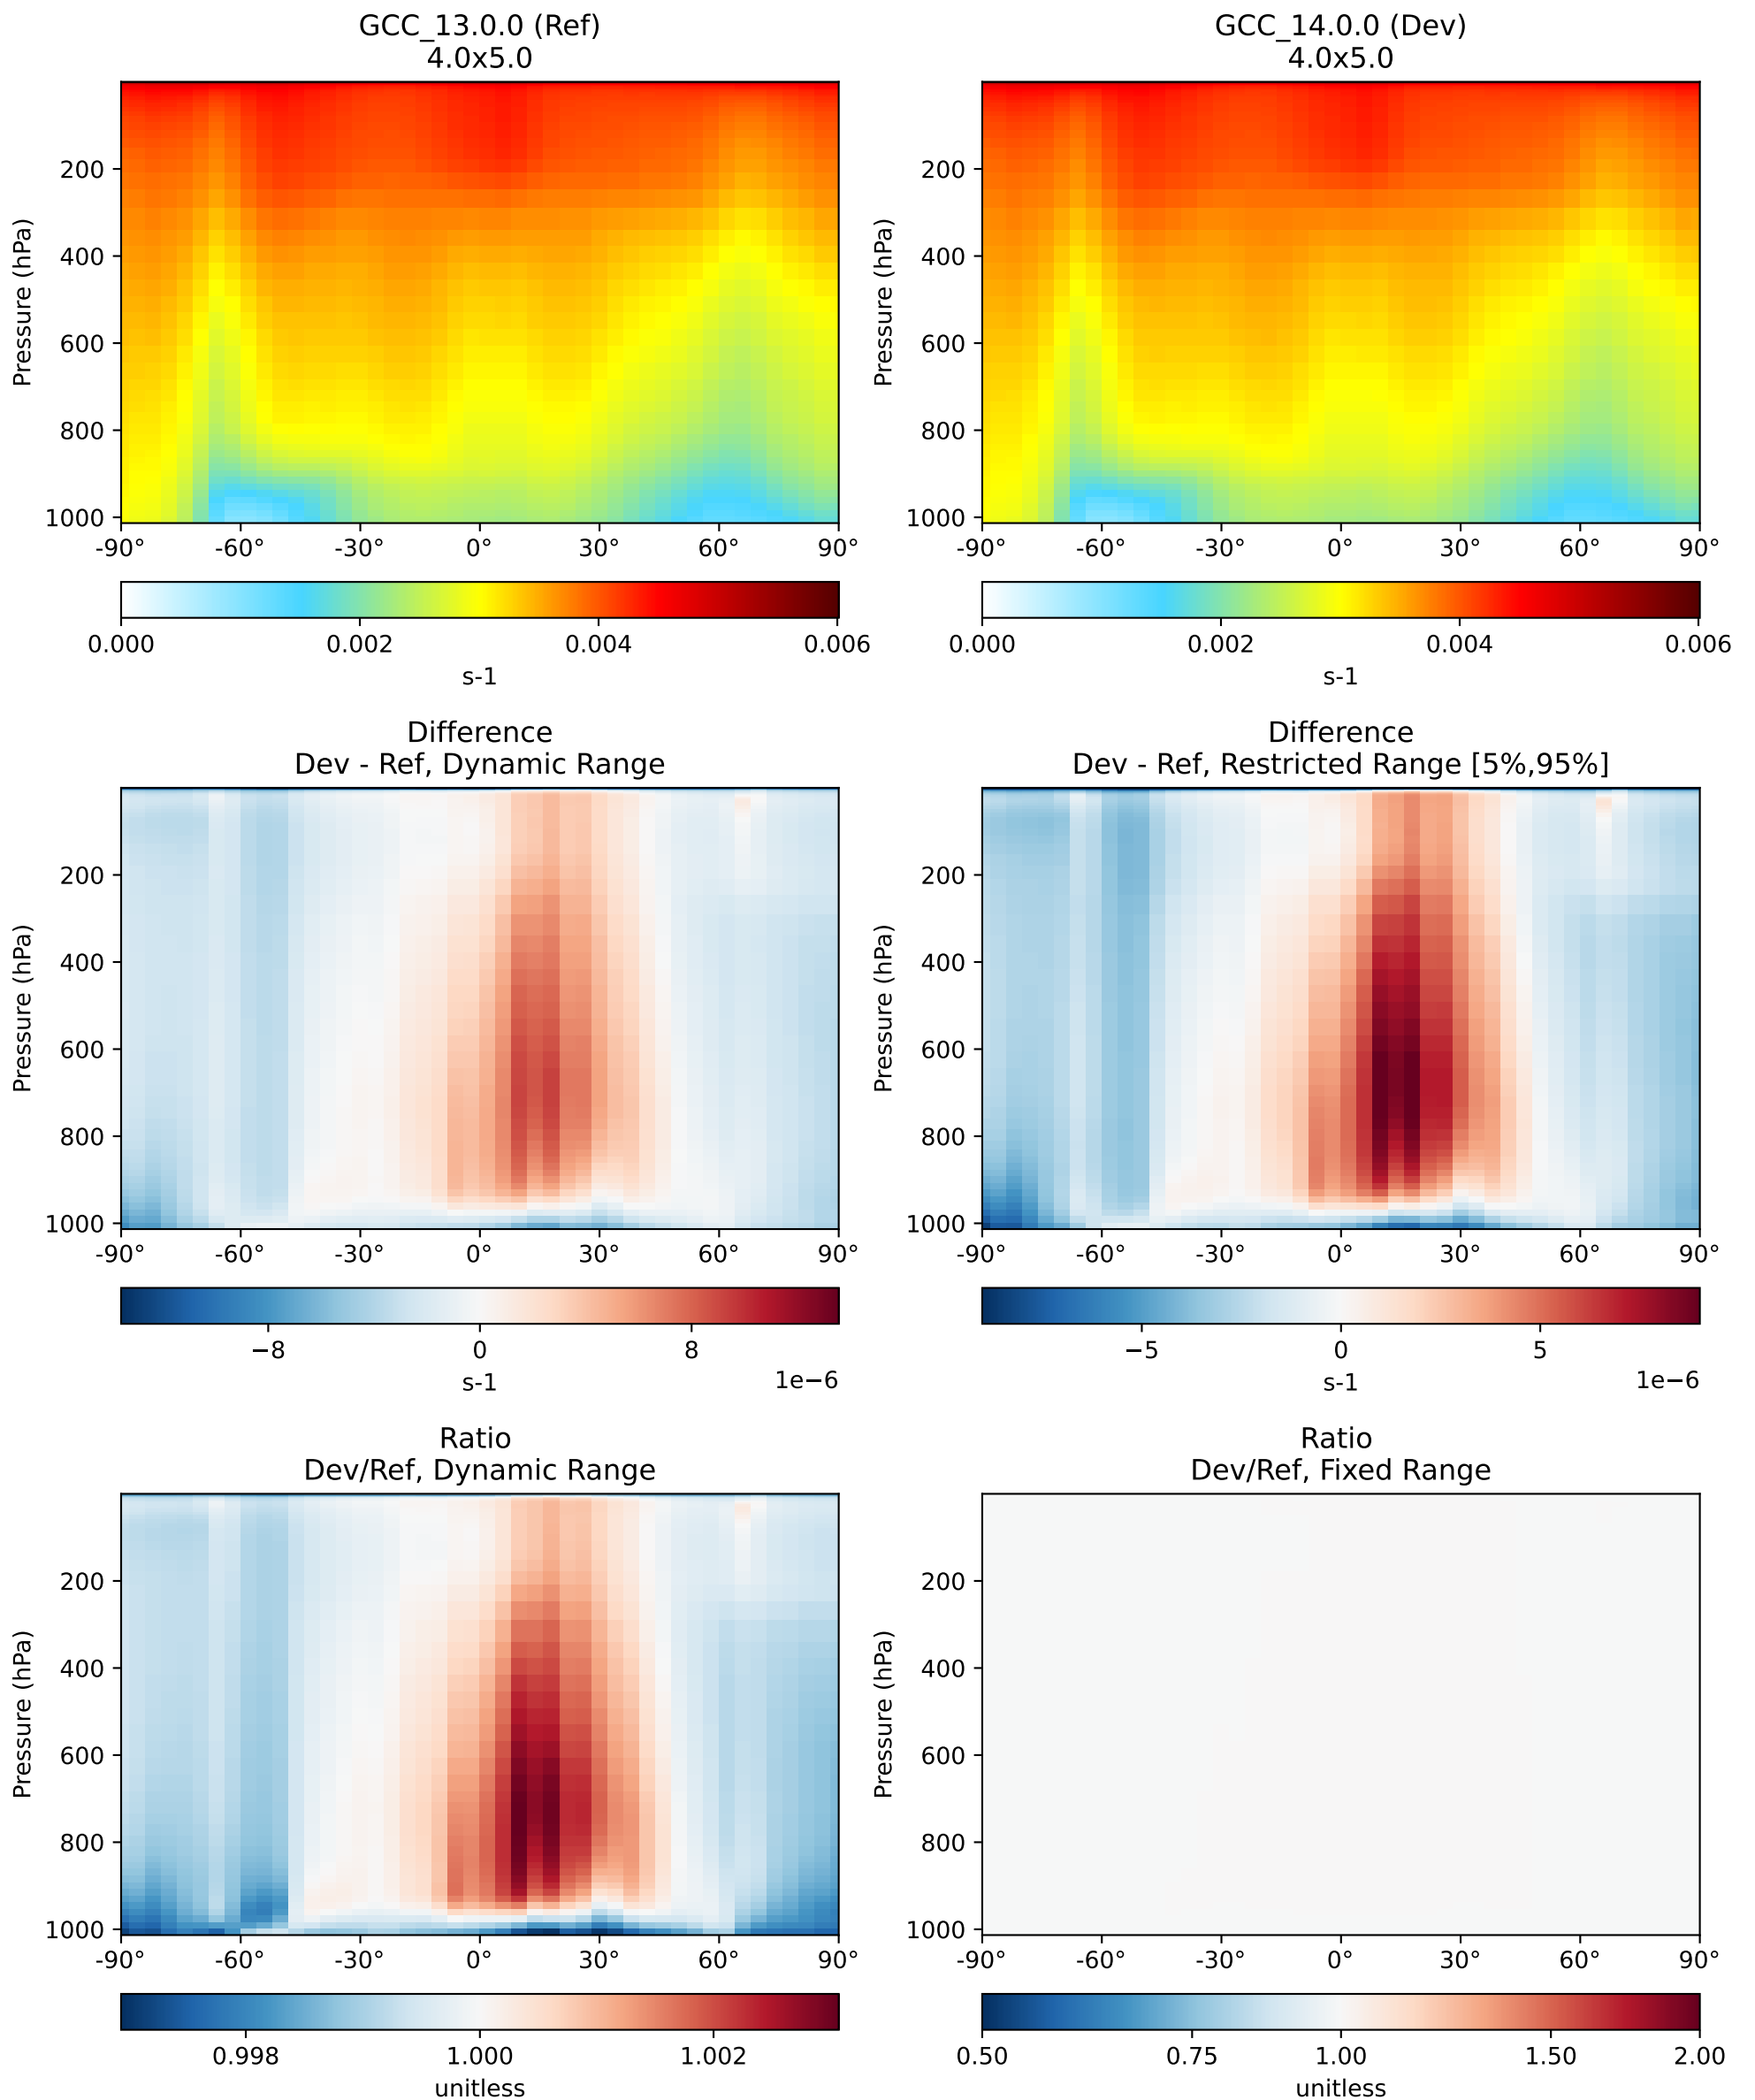 GCC_13.0.0 (Ref)
4.0x5.0
Pressure (hPa)
200
400
600
800
1000
-90° -60° -30° 0° 30° 60° 90°
0.000 0.002 0.004 0.006
s-1
GCC_14.0.0 (Dev)
4.0x5.0
Pressure (hPa)
200
400
600
800
1000
-90° -60° -30° 0° 30° 60° 90°
0.000 0.002 0.004 0.006
s-1
Difference
Dev - Ref, Dynamic Range
Pressure (hPa)
200
400
600
800
1000
-90° -60° -30° 0° 30° 60° 90°
−8 0 8
s-1 1e−6
Difference
Dev - Ref, Restricted Range [5%,95%]
Pressure (hPa)
200
400
600
800
1000
-90° -60° -30° 0° 30° 60° 90°
−5 0 5
s-1 1e−6
Ratio
Dev/Ref, Dynamic Range
Pressure (hPa)
200
400
600
800
1000
-90° -60° -30° 0° 30° 60° 90°
0.998 1.000 1.002
unitless
Ratio
Dev/Ref, Fixed Range
Pressure (hPa)
200
400
600
800
1000
-90° -60° -30° 0° 30° 60° 90°
0.50 0.75 1.00 1.50 2.00
unitless